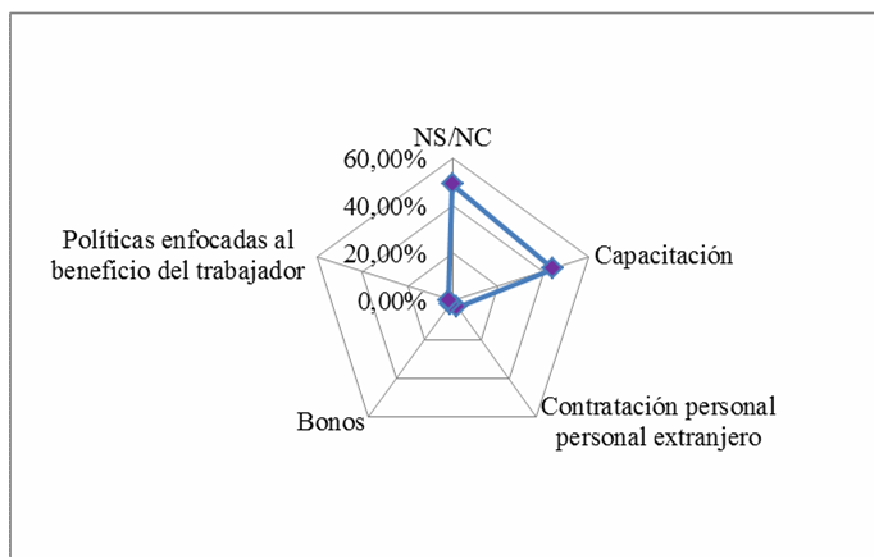 NS/NC
60,00%
40,00%
20,00%
0,00%
Capacitación
Contratación personal
personal extranjero
Bonos
Políticas enfocadas al
beneficio del trabajador